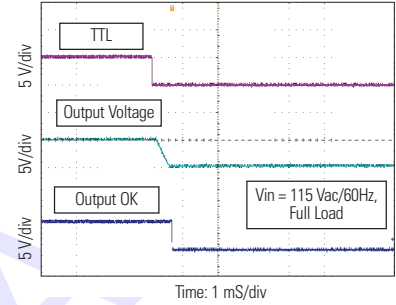 TTL
5 V/div
Output Voltage
5V/div
Output OK
5 V/div
Vin = 115 Vac/60Hz,
Full Load
Time: 1 mS/div